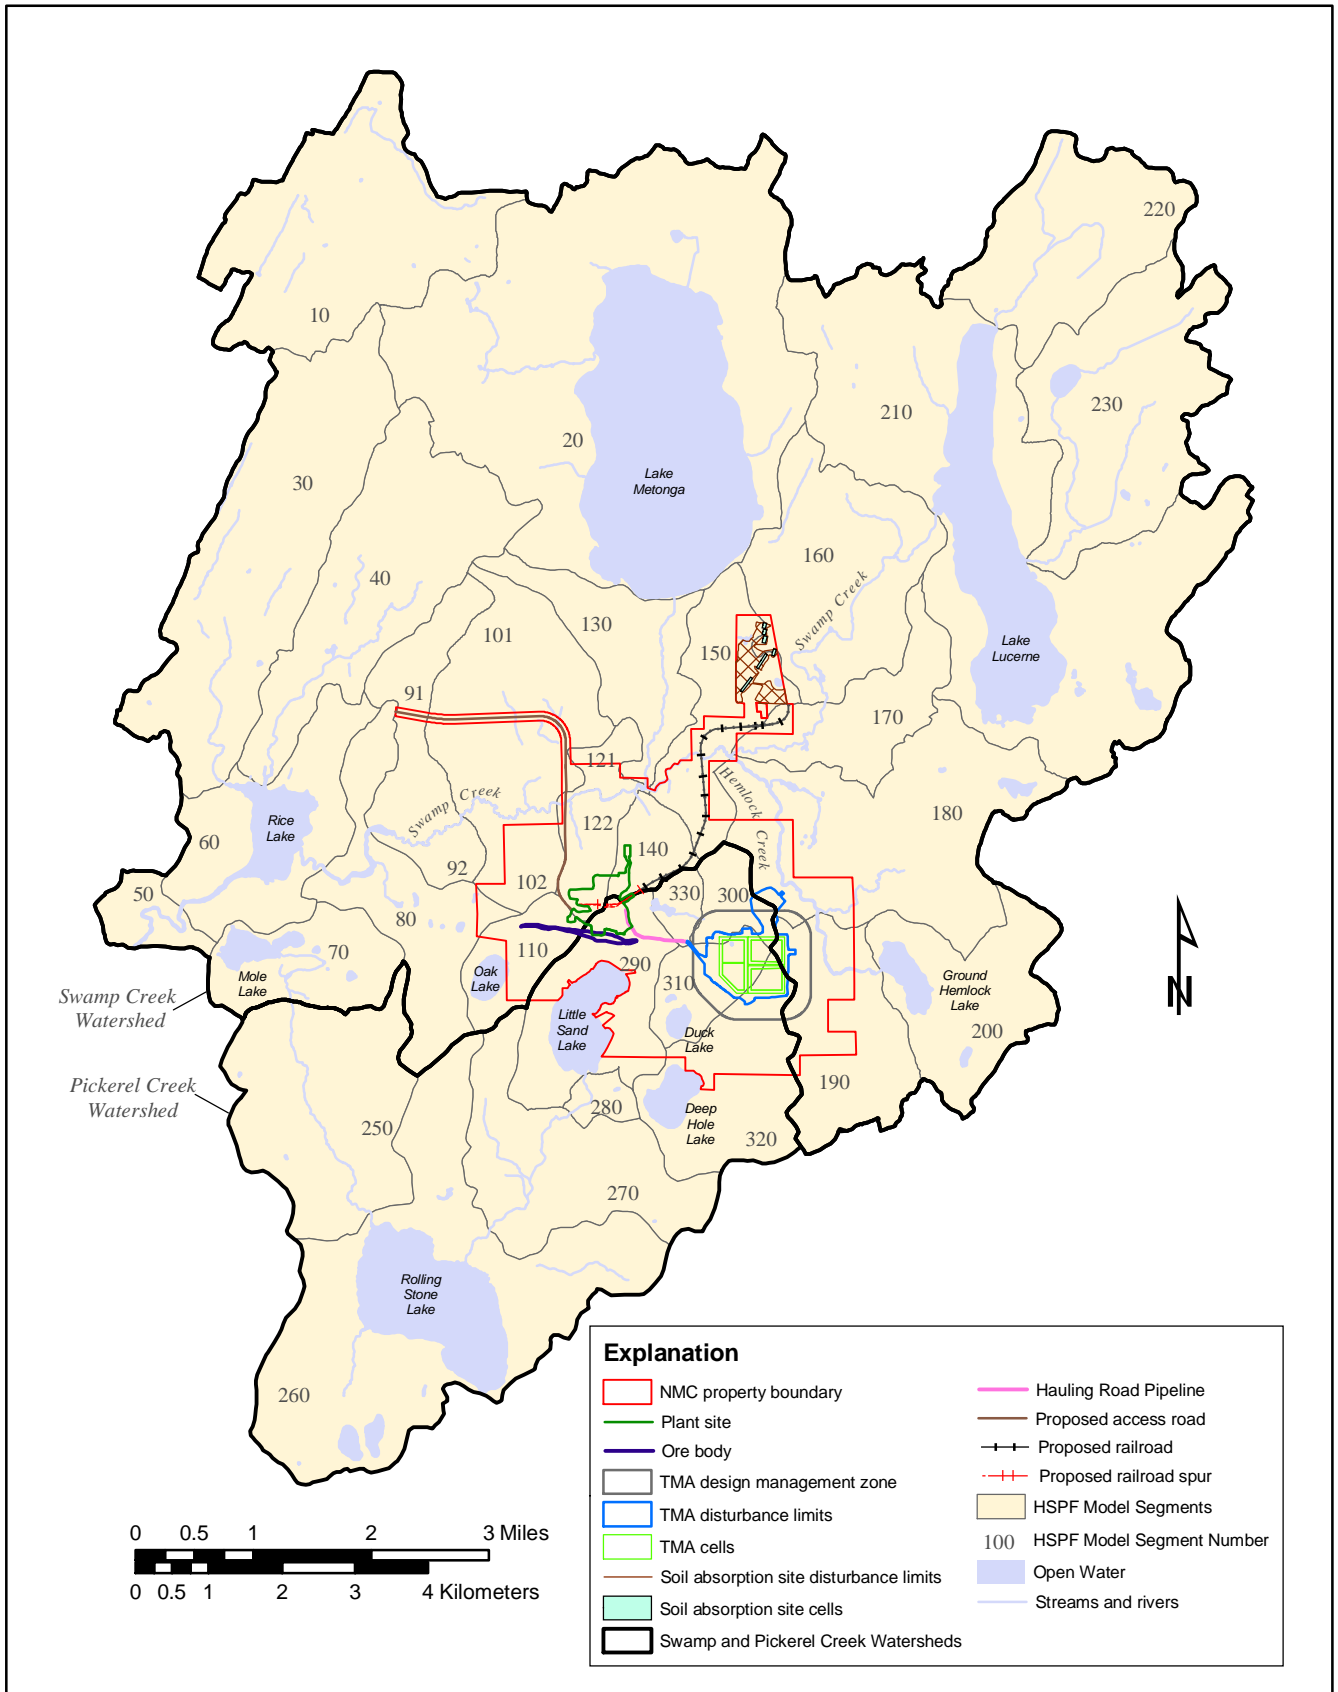 220
10
230
210
20
Lake
Metonga
30
160
40
Swamp Creek
101
130
150
Lake
Lucerne
91
170
121
Hemlock Creek
Swamp Creek
180
Rice
Lake
60
122
140
92
102
330
300
50
80
110
70
290
310
Mole
Lake
Oak
Lake
Ground
Hemlock
Lake
Swamp Creek
Watershed
Little
Sand
Lake
Duck
Lake
200
190
Pickerel Creek
Watershed
280
Deep
Hole
Lake
250
320
270
Rolling
Stone
Lake
260
N
Explanation
NMC property boundary
Plant site
Ore body
TMA design management zone
TMA disturbance limits
TMA cells
Soil absorption site disturbance limits
Soil absorption site cells
Swamp and Pickerel Creek Watersheds
Hauling Road Pipeline
Proposed access road
Proposed railroad
Proposed railroad spur
HSPF Model Segments
100 HSPF Model Segment Number
Open Water
Streams and rivers
0 0.5 1 2 3 Miles
0 0.5 1 2 3 4 Kilometers